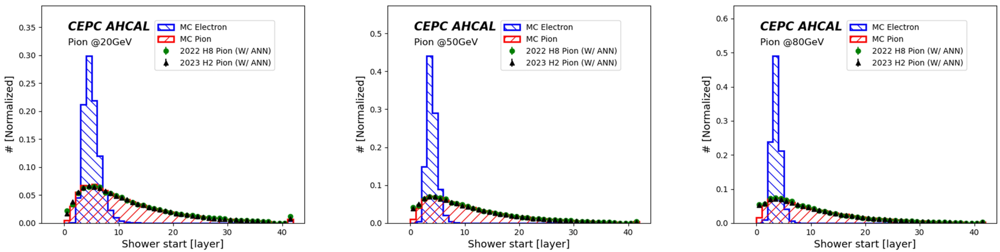 CEPC AHCAL
Pion @20GeV
MC Electron
MC Pion
2022 H8 Pion (W/ ANN)
2023 H2 Pion (W/ ANN)
# [Normalized]
0.35
0.30
0.25
0.20
0.15
0.10
0.05
0.00
0 10 20 30 40
Shower start [layer]
CEPC AHCAL
Pion @50GeV
MC Electron
MC Pion
2022 H8 Pion (W/ ANN)
2023 H2 Pion (W/ ANN)
# [Normalized]
0.5
0.4
0.3
0.2
0.1
0.0
0 10 20 30 40
Shower start [layer]
CEPC AHCAL
Pion @80GeV
MC Electron
MC Pion
2022 H8 Pion (W/ ANN)
2023 H2 Pion (W/ ANN)
# [Normalized]
0.6
0.5
0.4
0.3
0.2
0.1
0.0
0 10 20 30 40
Shower start [layer]